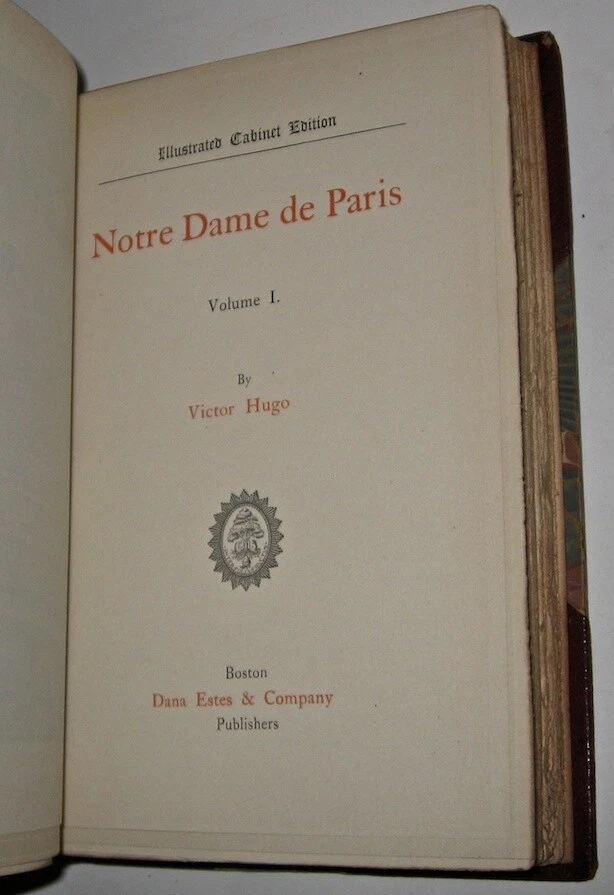 Illustrated Cabinet Edition
Notre Dame de Paris
Volume I.
By
Victor Hugo
Boston
Dana Estes & Company
Publishers